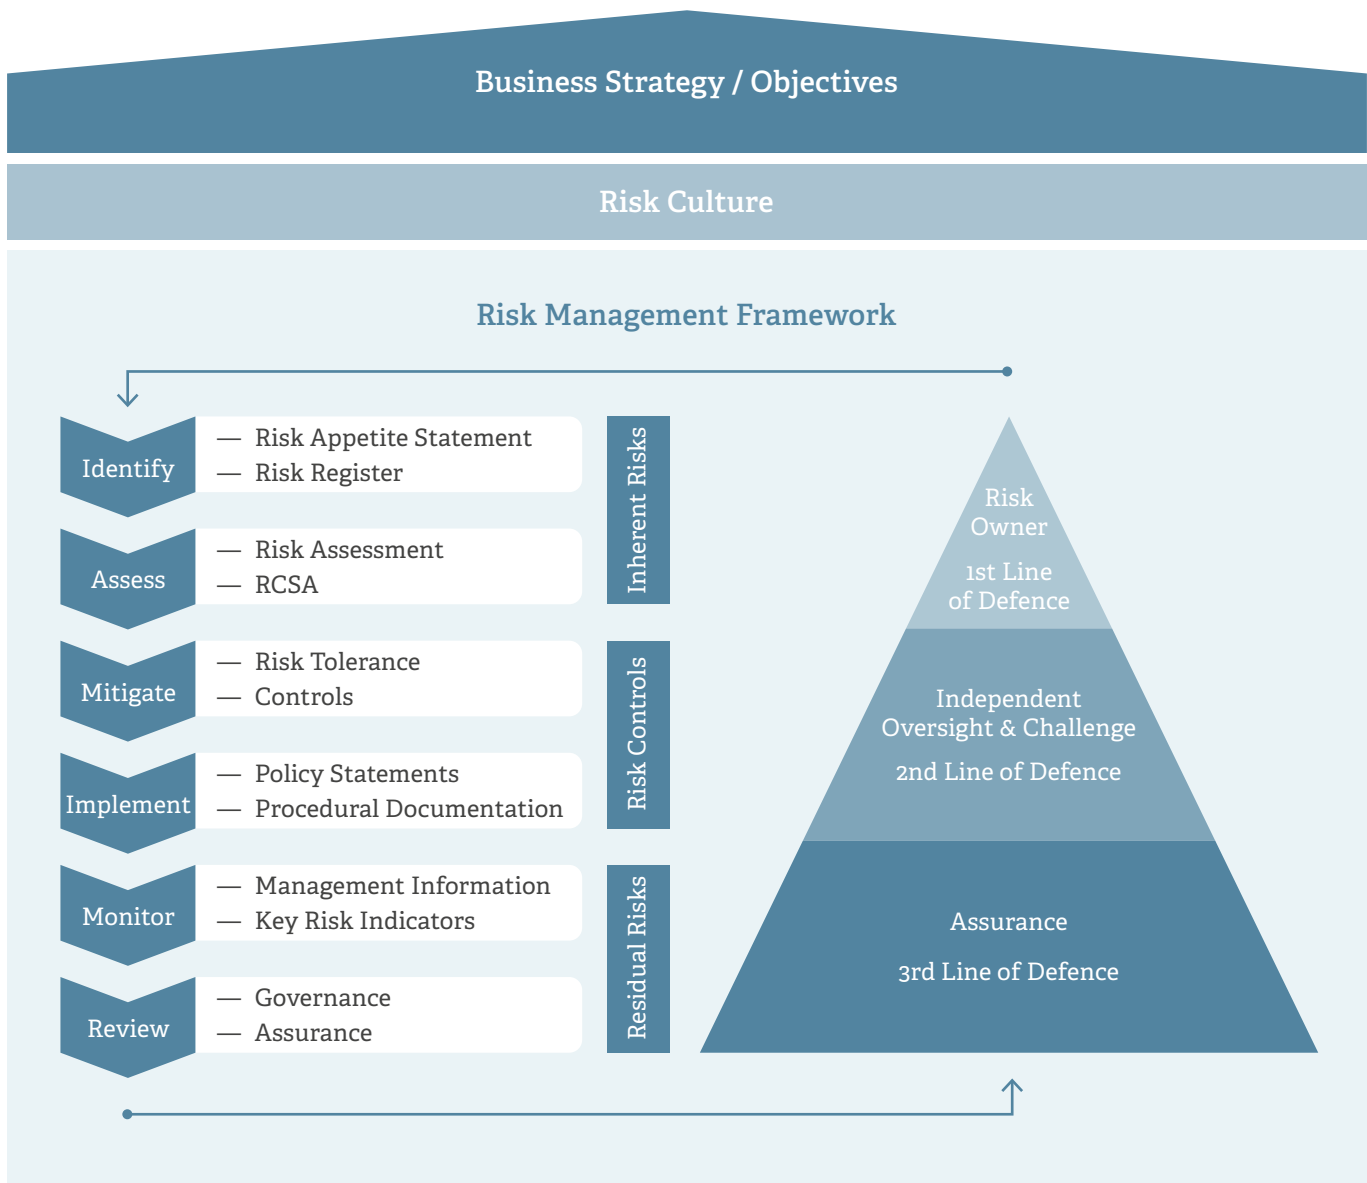 Business Strategy / Objectives
Risk Culture
Risk Management Framework
Identify
— Risk Appetite Statement
— Risk Register
Assess
— Risk Assessment
— RCSA
Inherent Risks
Mitigate
— Risk Tolerance
— Controls
Implement
— Policy Statements
— Procedural Documentation
Risk Controls
Monitor
— Management Information
— Key Risk Indicators
Review
— Governance
— Assurance
Residual Risks
Risk
Owner
1st Line
of Defence
Independent
Oversight & Challenge
2nd Line of Defence
Assurance
3rd Line of Defence